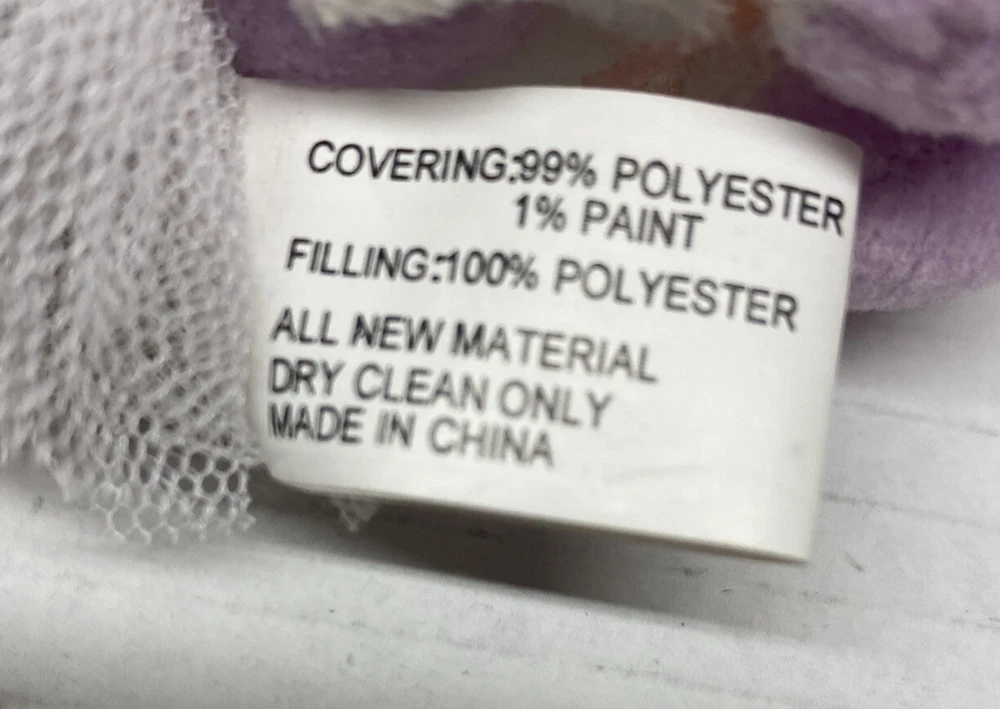 COVERING:99% POLYESTER
1% PAINT
FILLING:100% POLYESTER
ALL NEW MATERIAL
DRY CLEAN ONLY
MADE IN CHINA